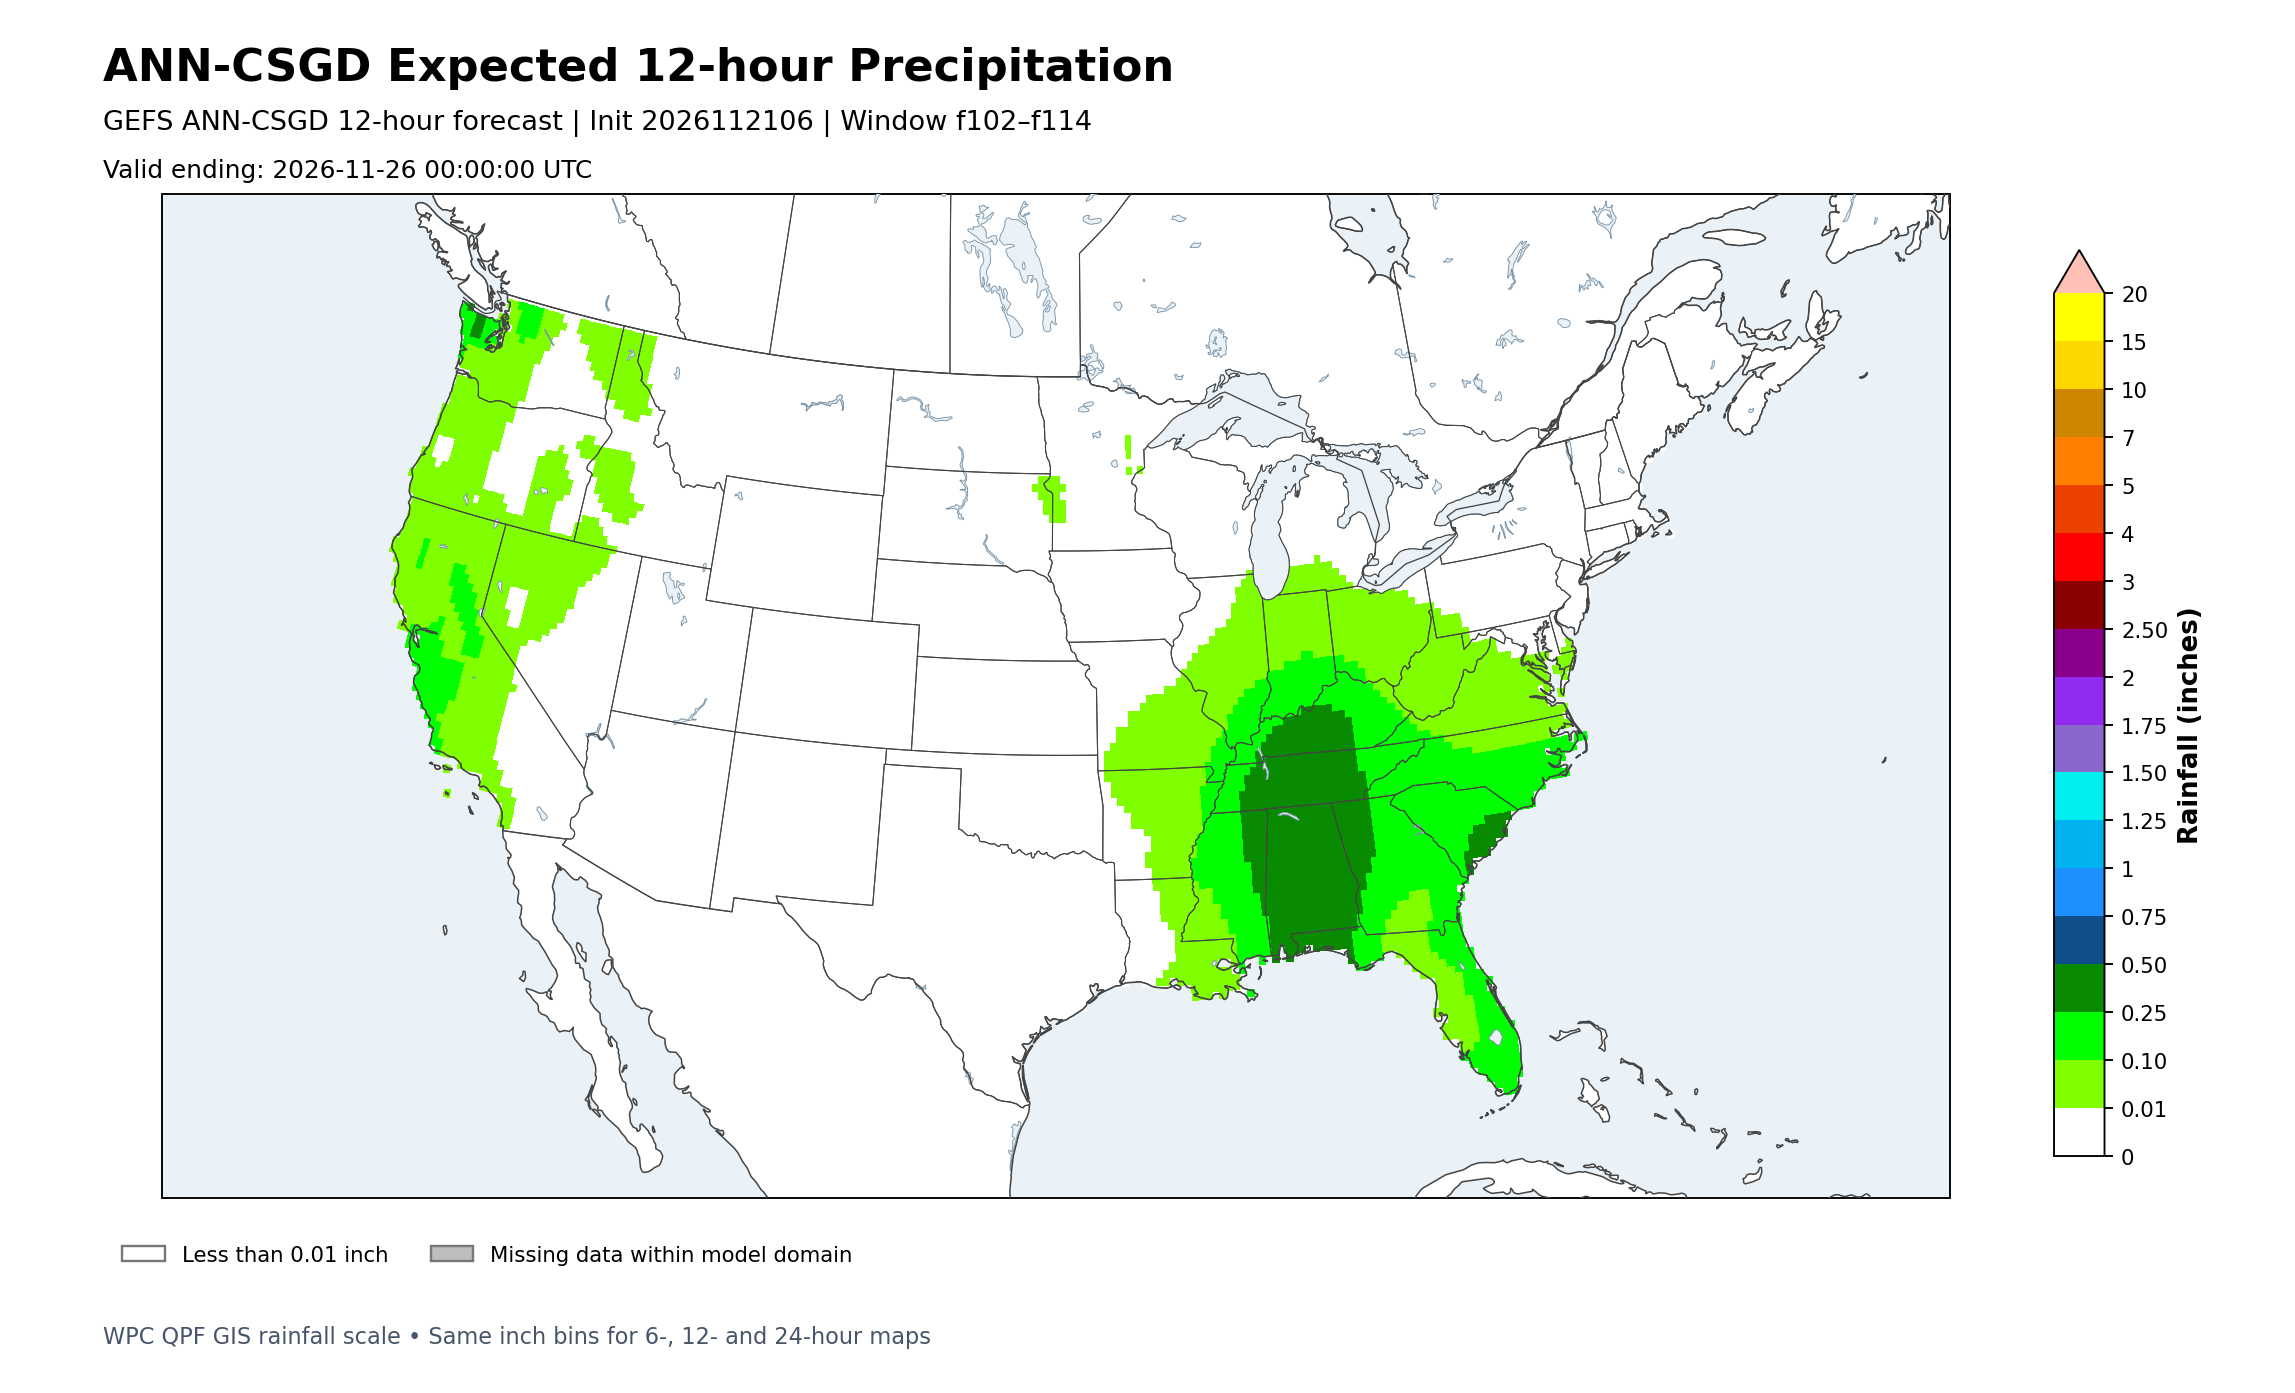 ANN-CSGD Expected 12-hour Precipitation
GEFS ANN-CSGD 12-hour forecast | Init 2026112106 | Window f102–f114
Valid ending: 2026-11-26 00:00:00 UTC
20
15
10
7
5
4
3
2.50
2
1.75
1.50
1.25
1
0.75
0.50
0.25
0.10
0.01
0
Rainfall (inches)
Less than 0.01 inch
Missing data within model domain
WPC QPF GIS rainfall scale • Same inch bins for 6-, 12- and 24-hour maps